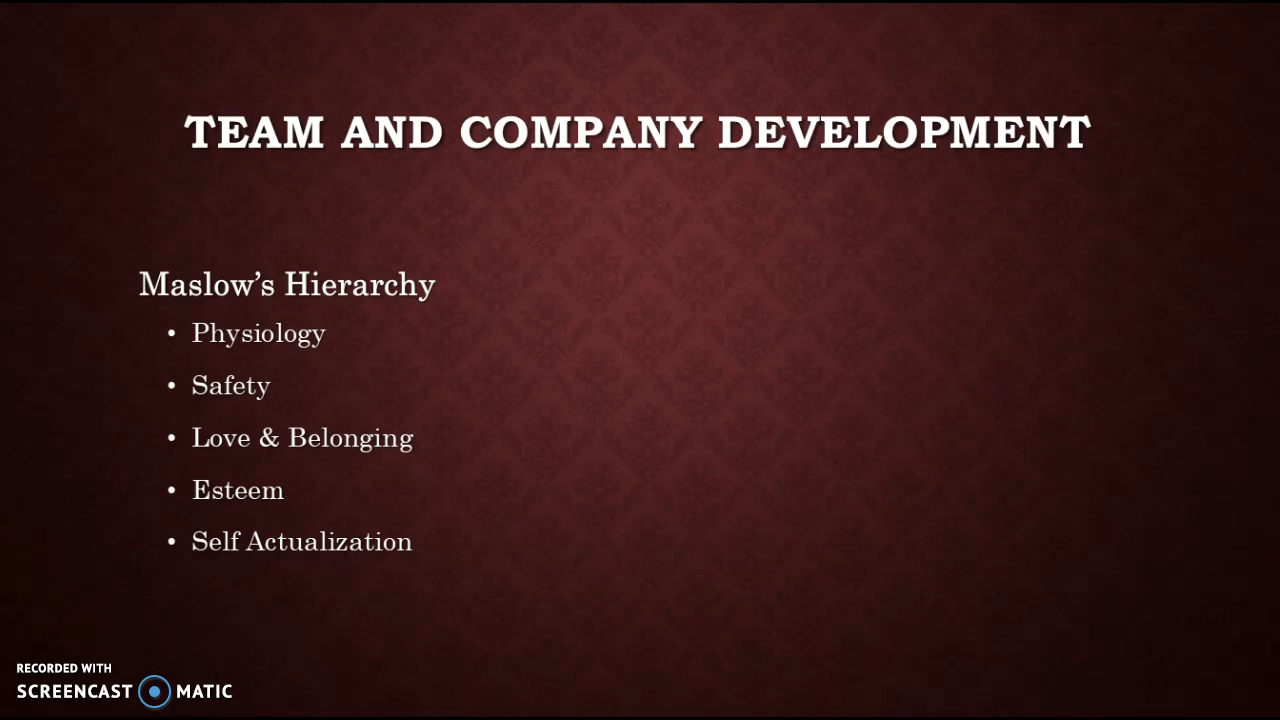 TEAM AND COMPANY DEVELOPMENT
Maslow’s Hierarchy
• Physiology
• Safety
• Love & Belonging
• Esteem
• Self Actualization
RECORDED WITH
SCREENCAST MATIC